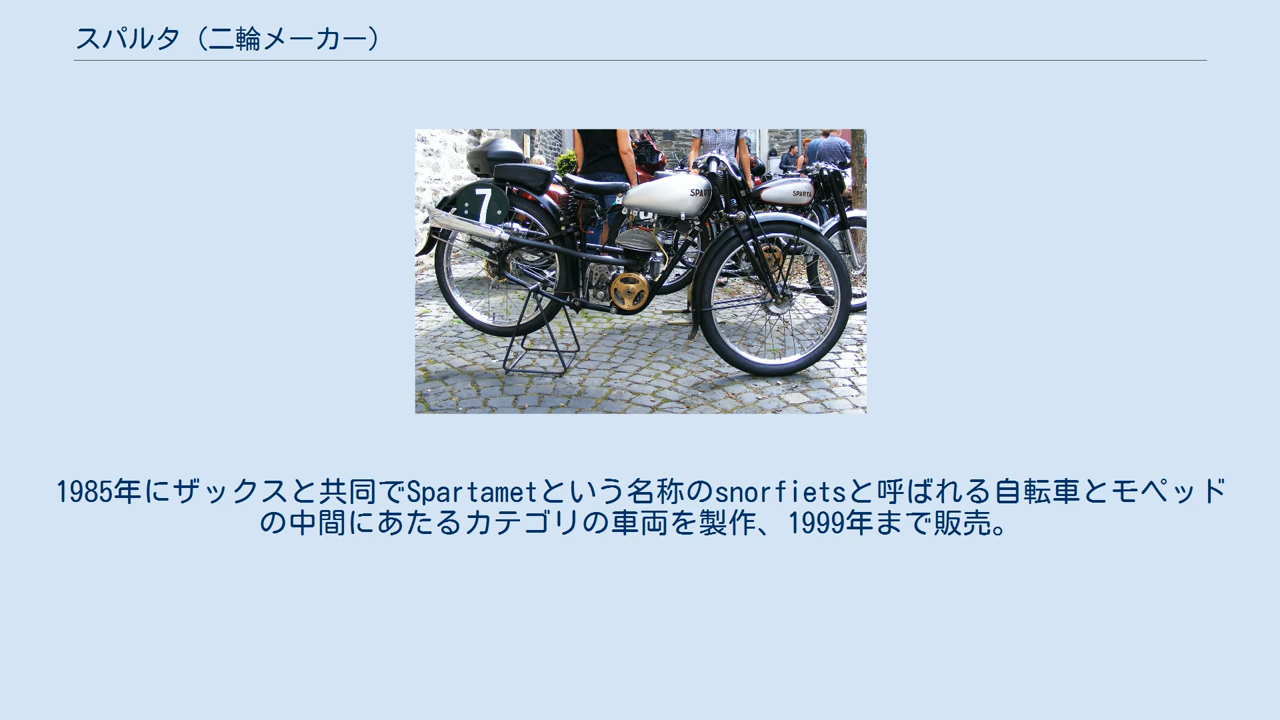 スパルタ（二輪メーカー）
7
SPART
SPARTA
1985年にザックスと共同でSpartametという名称のsnorfietsと呼ばれる自転車とモペッド
の中間にあたるカテゴリの車両を製作、1999年まで販売。